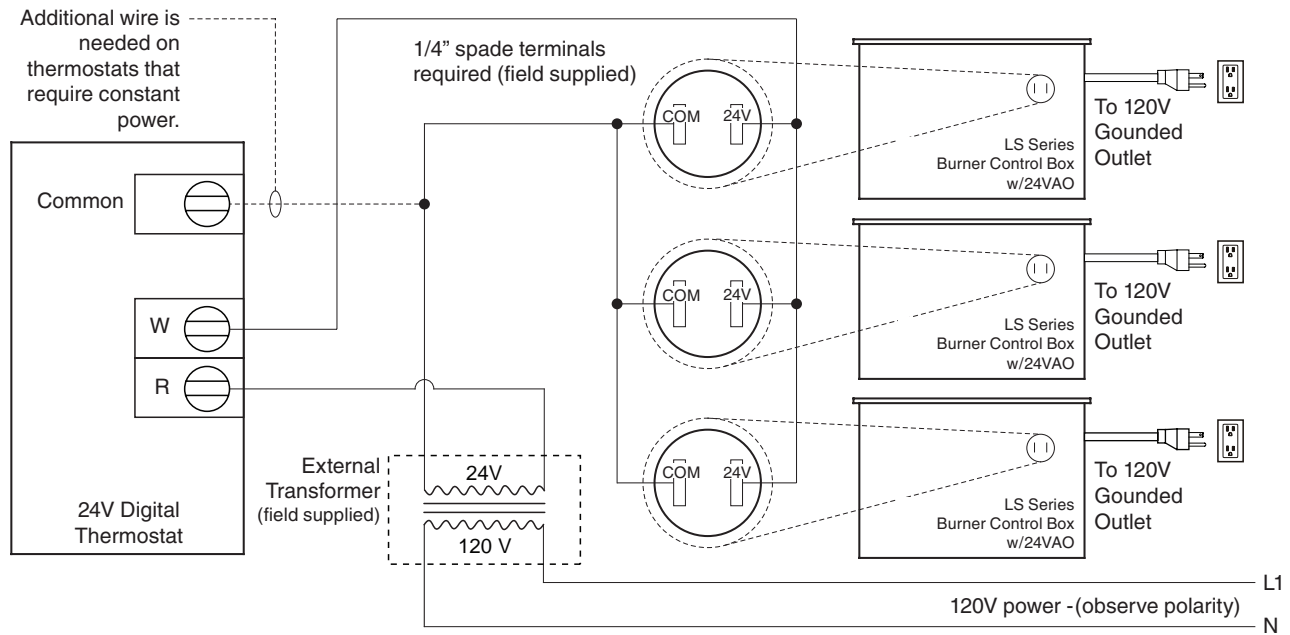 Additional wire is
needed on
thermostats that
require constant
power.
1/4” spade terminals
required (field supplied)
Common
W
R
24V Digital
Thermostat
External
Transformer
(field supplied)
24V
120 V
COM 24V
LS Series
Burner Control Box
w/24VAO
To 120V
Gounded
Outlet
COM 24V
LS Series
Burner Control Box
w/24VAO
To 120V
Gounded
Outlet
COM 24V
LS Series
Burner Control Box
w/24VAO
To 120V
Gounded
Outlet
L1
120V power -(observe polarity)
N